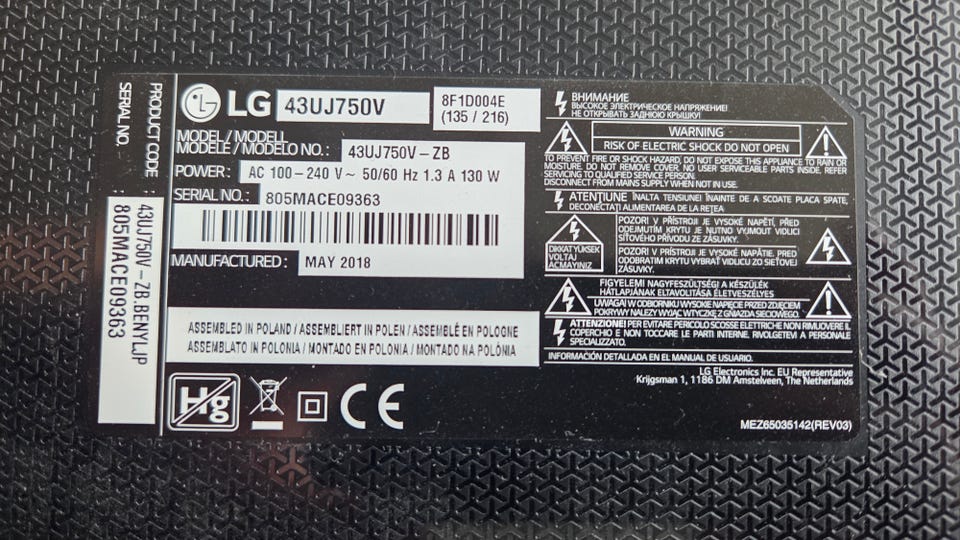 PRODUCT CODE
SERIAL NO.
43UJ750V-ZB.BENYLJP
805MACE09363
LG 43UJ750V
8F1D004E
(135 / 216)
MODEL / MODELL
MODELE / MODELO NO. : 43UJ750V-ZB
POWER : AC 100-240 V~ 50/60 Hz 1.3 A 130 W
SERIAL NO. : 805MACE09363
MANUFACTURED : MAY 2018
ASSEMBLED IN POLAND / ASSEMBLIERT IN POLEN / ASSEMBLÉ EN POLOGNE
ASSEMBLATO IN POLONIA / MONTADO EN POLONIA / MONTADO NA POLÓNIA
Hg
CE
ВНИМАНИЕ
ВЫСОКОЕ ЭЛЕКТРИЧЕСКОЕ НАПРЯЖЕНИЕ!
НЕ ОТКРЫВАТЬ ЗАДНЮЮ КРЫШКУ!
WARNING
RISK OF ELECTRIC SHOCK DO NOT OPEN
TO PREVENT FIRE OR SHOCK HAZARD, DO NOT EXPOSE THIS APPLIANCE TO RAIN OR
MOISTURE. DO NOT REMOVE COVER. NO USER SERVICEABLE PARTS INSIDE. REFER
SERVICING TO QUALIFIED SERVICE PERSON.
DISCONNECT FROM MAINS SUPPLY WHEN NOT IN USE.
ATENȚIUNE ÎNALTA TENSIUNE! ÎNAINTE DE A SCOATE PLACA SPATE,
DECONECTAȚI ALIMENTAREA DE LA REȚEA
DIKKAT YUKSEK
VOLTAJ
ACMAYINIZ
POZOR! V PŘÍSTROJI JE VYSOKÉ NAPĚTÍ, PŘED
ODEJMUTÍM KRYTU JE NUTNO VYJMOUT VIDLICI
SÍŤOVÉHO PŘÍVODU ZE ZÁSUVKY.
POZOR! V PRÍSTROJI JE VYSOKÉ NAPÄTIE. PRED
ODOBRATIM KRYTU VYBRAŤ VIDLICU ZO SIEŤOVEJ
ZÁSUVKY.
FIGYELEM! NAGYFESZÜLTSÉG! A KÉSZÜLÉK
HÁTLAPJÁNAK ELTÁVOLÍTÁSA ÉLETVESZÉLYES
UWAGA! W ODBIORNIKU WYSOKIE NAPIĘCIE PRZED ZDJĘCIEM
POKRYWY NALEŻY WYJĄĆ WTYCZKĘ Z GNIAZDA SIECIOWEGO.
ATTENZIONE! PER EVITARE PERICOLO SCOSSE ELETTRICHE NON RIMUOVERE IL
COPERCHIO E NON TOCCARE LE PARTI INTERNE. RIVOLGETEVI A PERSONALE
SPECIALIZZATO.
INFORMACIÓN DETALLADA EN EL MANUAL DE USUARIO.
LG Electronics Inc. EU Representative
Krijgsman 1, 1186 DM Amstelveen, The Netherlands
MEZ65035142(REV03)